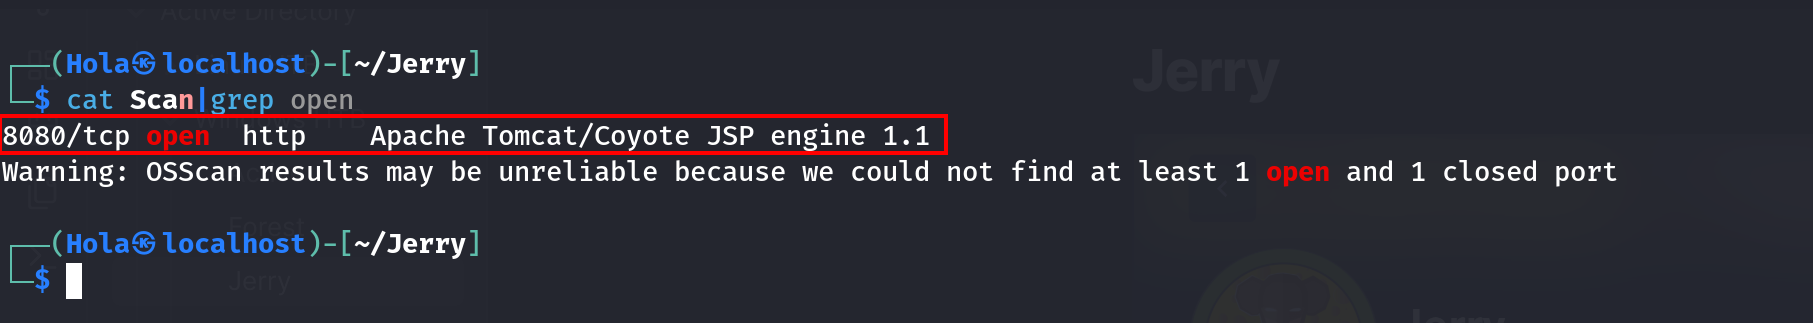 Active Directory
(Hola㉿localhost)-[~/Jerry]
$ cat Scan|grep open
Jerry
8080/tcp open  http    Apache Tomcat/Coyote JSP engine 1.1
Warning: OSScan results may be unreliable because we could not find at least 1 open and 1 closed port
Forest
(Hola㉿localhost)-[~/Jerry]
$
Jerry
Jerry